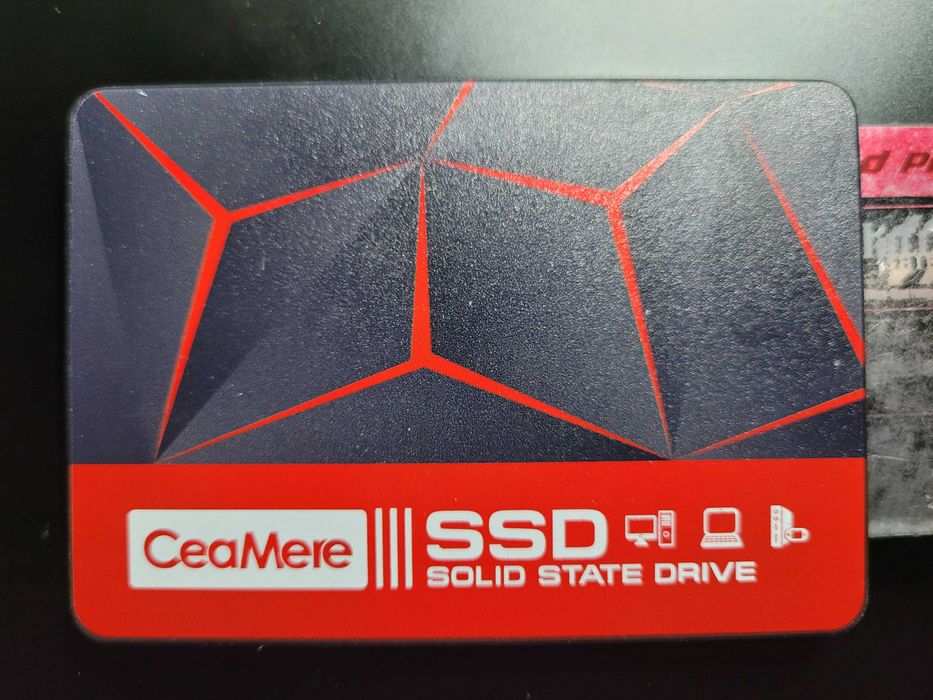 CeaMere
SSD
SOLID STATE DRIVE
d